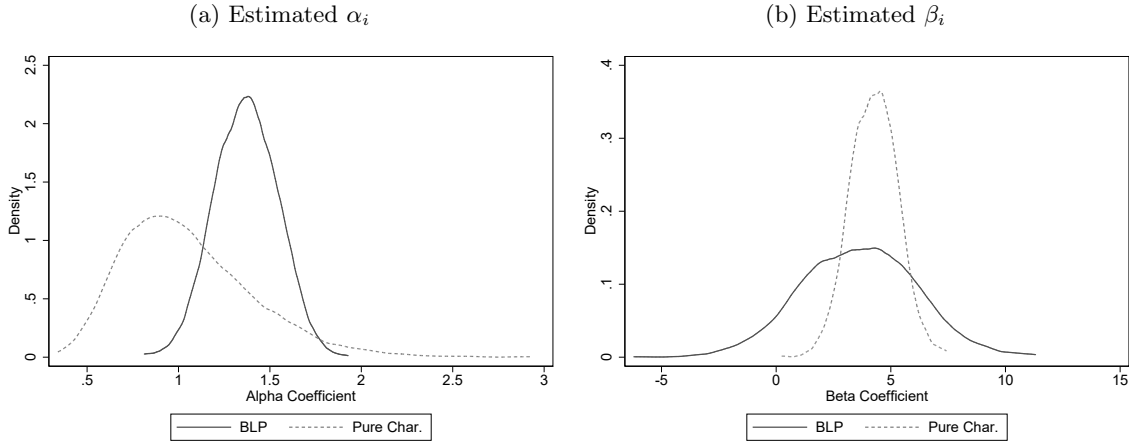 (a) Estimated αi
2.5
2
1.5
1
.5
0
Density
.5 1 1.5 2 2.5 3
Alpha Coefficient
BLP Pure Char.
(b) Estimated βi
.4
.3
.2
.1
0
Density
-5 0 5 10 15
Beta Coefficient
BLP Pure Char.